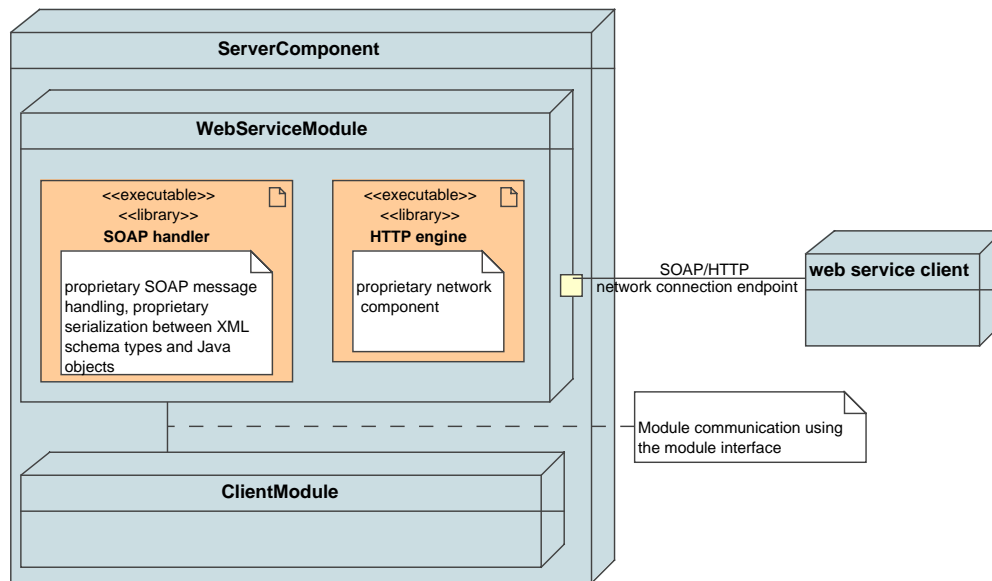 ServerComponent
WebServiceModule
<<executable>>
<<library>>
SOAP handler
proprietary SOAP message
handling, proprietary
serialization between XML
schema types and Java
objects
<<executable>>
<<library>>
HTTP engine
proprietary network
component
SOAP/HTTP
network connection endpoint
web service client
Module communication using
the module interface
ClientModule